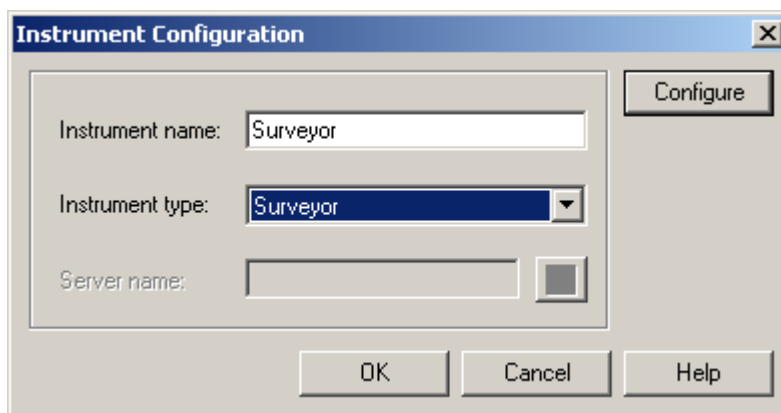 Instrument Configuration
Configure
Instrument name: Surveyor
Instrument type: Surveyor
Server name:
OK Cancel Help